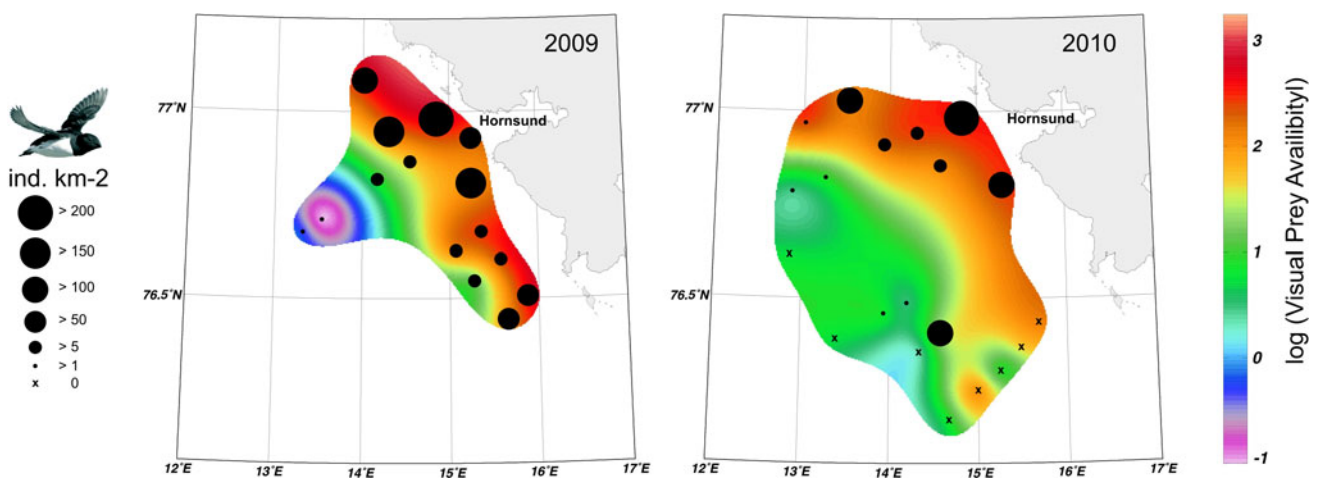 ind. km-2
> 200
> 150
> 100
> 50
> 5
> 1
x 0
2009
77°N
76.5°N
Hornsund
12°E 13°E 14°E 15°E 16°E 17°E
2010
77°N
76.5°N
Hornsund
x
x
x
x
x
x
x
x
12°E 13°E 14°E 15°E 16°E 17°E
3
2
1
0
-1
log (Visual Prey Availibityl)